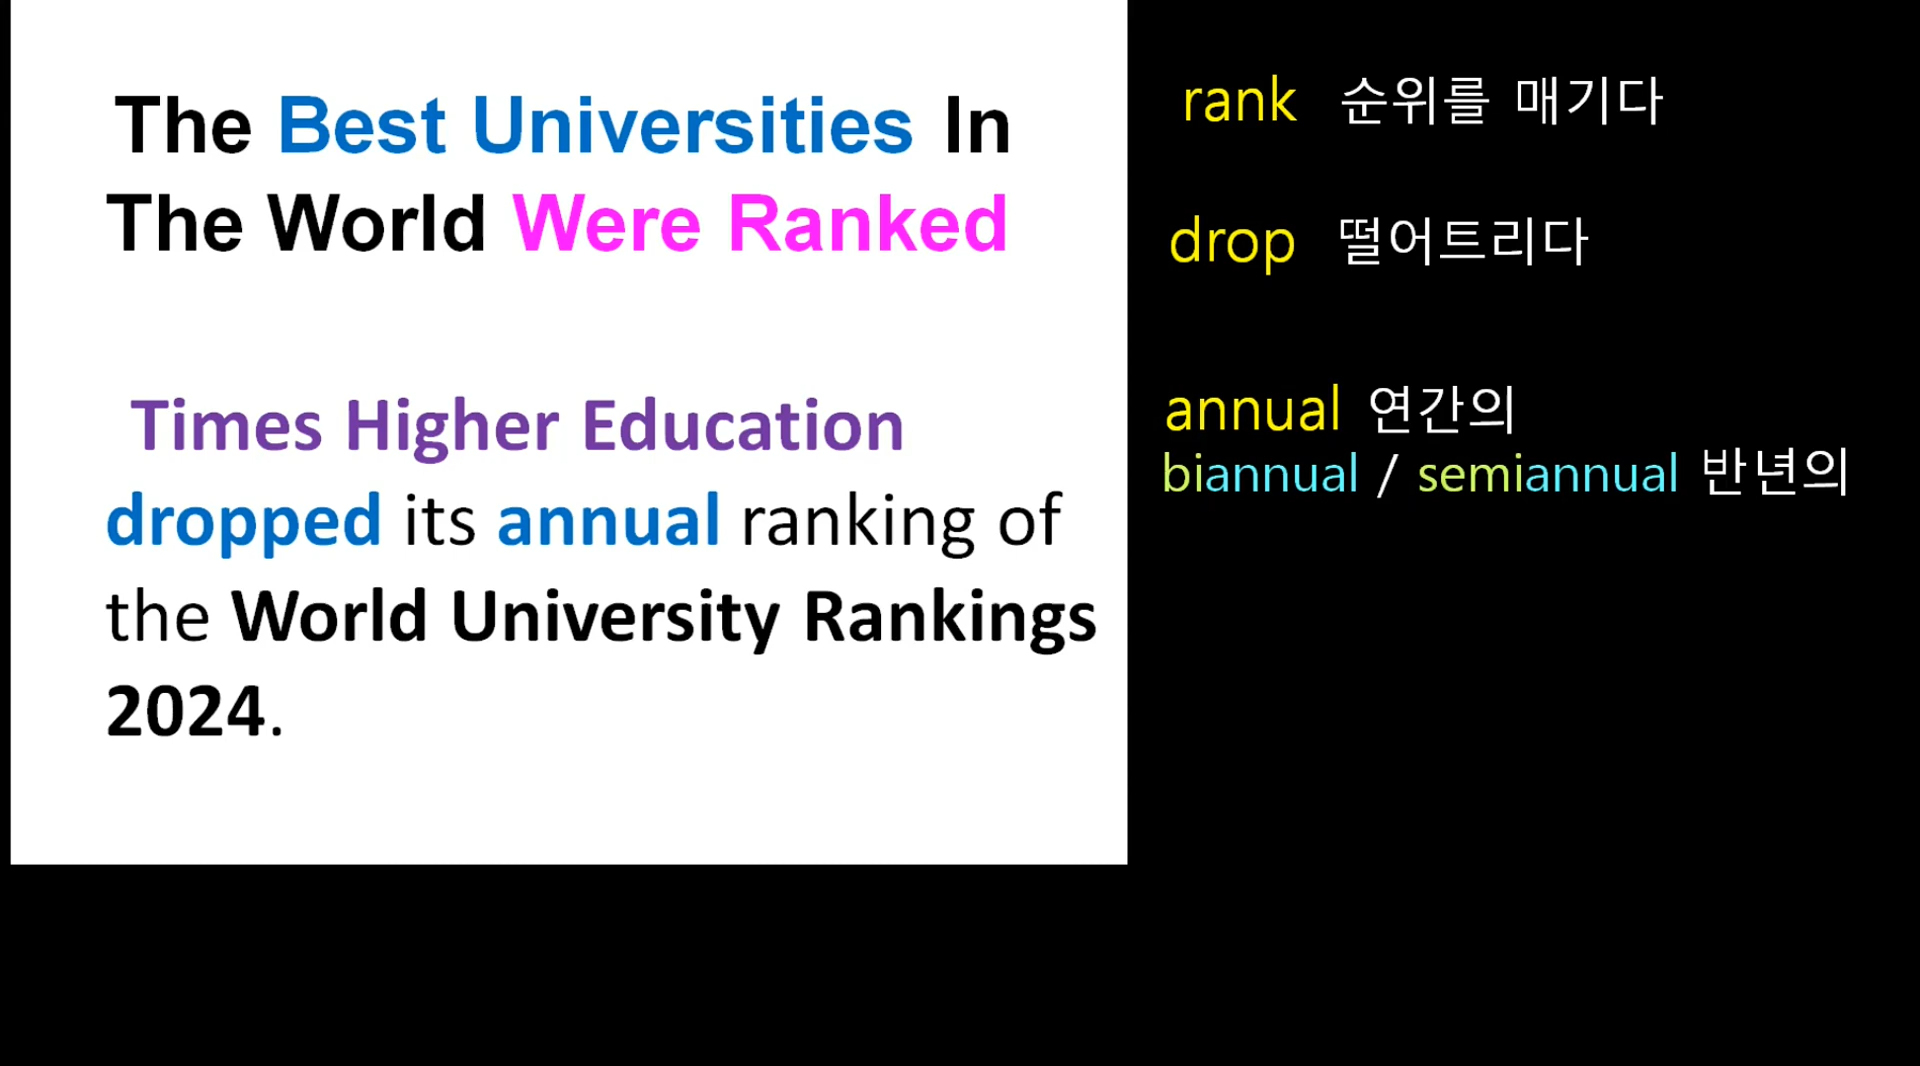 The Best Universities In
The World Were Ranked
Times Higher Education
dropped its annual ranking of
the World University Rankings
2024.
rank 순위를 매기다
drop 떨어트리다
annual 연간의
biannual / semiannual 반년의